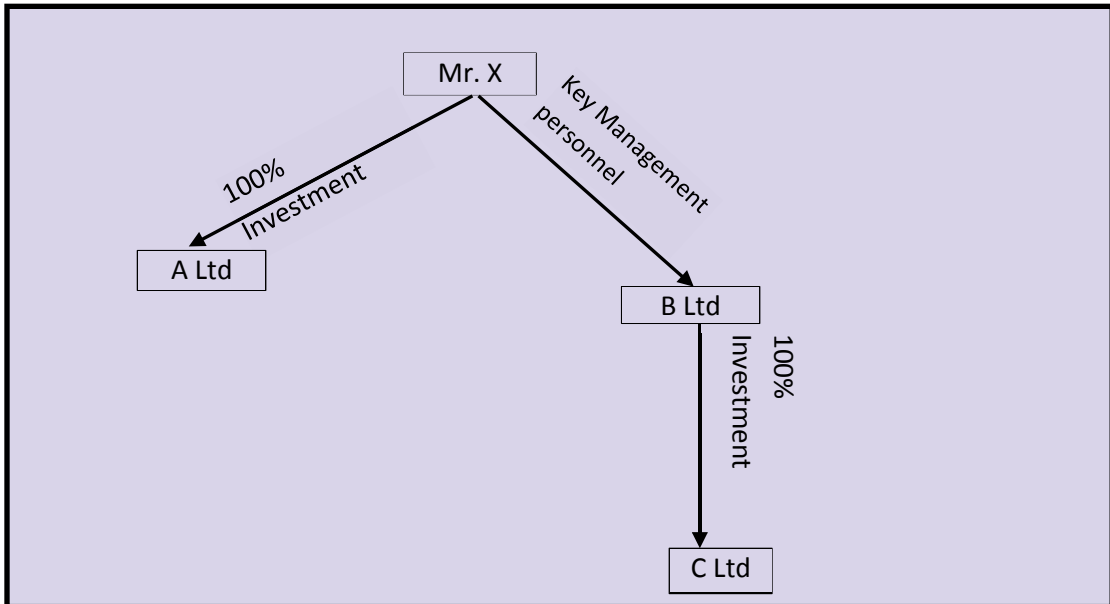 Mr. X
Key Management
personnel
100%
Investment
A Ltd
B Ltd
100%
Investment
C Ltd